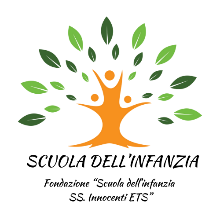 SCUOLA DELL'INFANZIA
Fondazione "Scuola dell'infanzia
SS. Innocenti ETS"